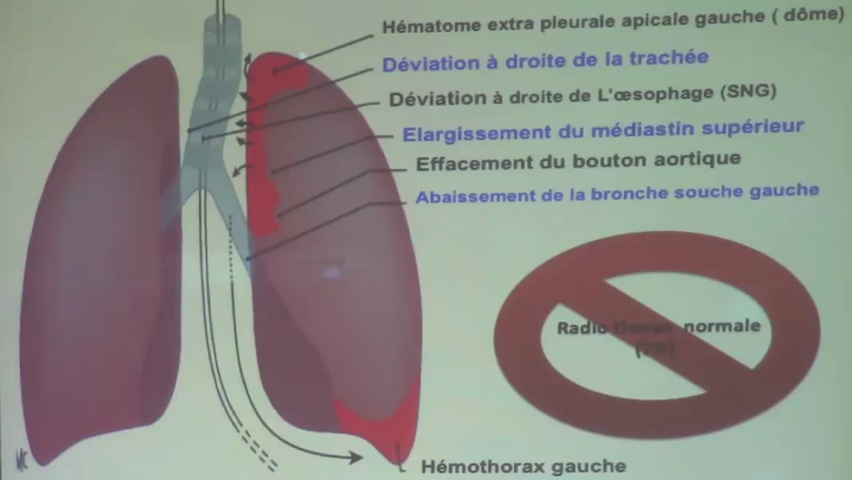 Hématome extra pleurale apicale gauche ( dôme)
Déviation à droite de la trachée
Déviation à droite de L'œsophage (SNG)
Elargissement du médiastin supérieur
Effacement du bouton aortique
Abaissement de la bronche souche gauche
Radio thorax normale
Hémothorax gauche